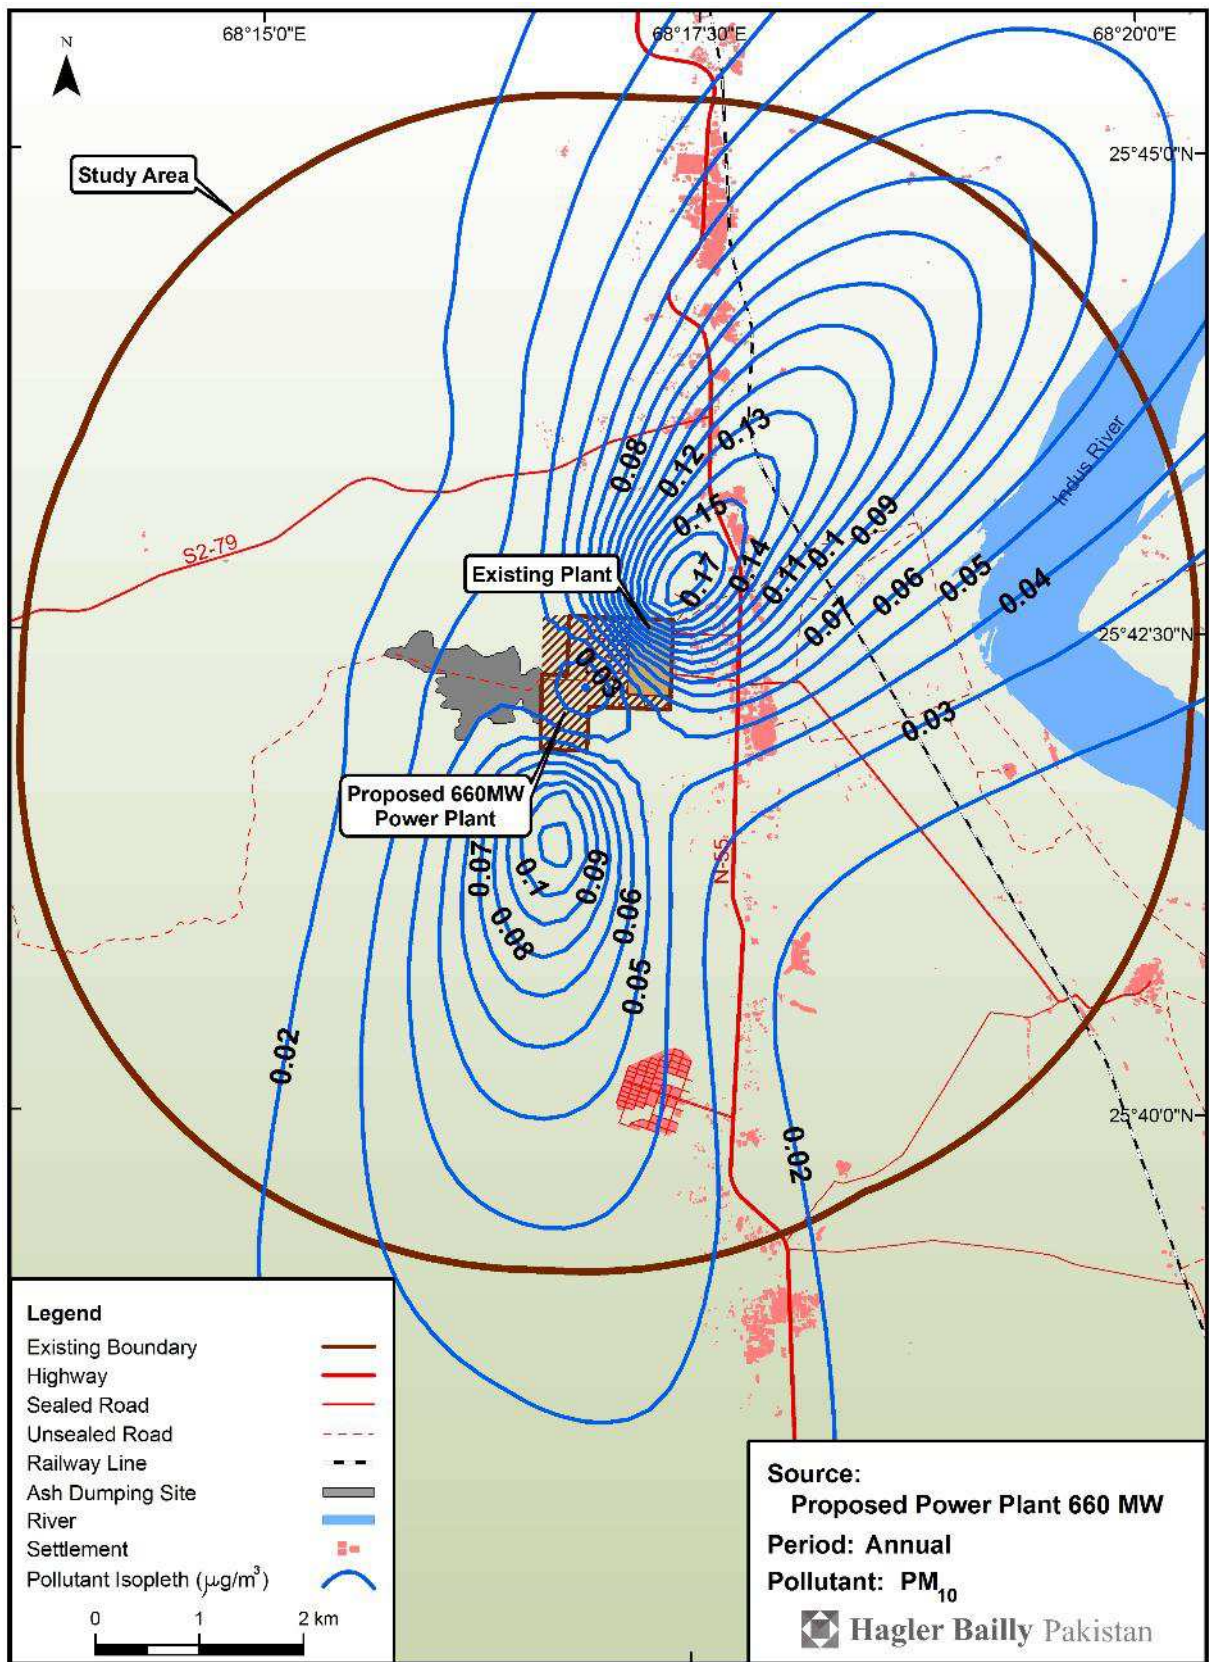 N
68°15'0"E
68°17'30"E
68°20'0"E
25°45'0"N
Study Area
0.13
0.08
0.12
Indus River
0.15
0.09
S2-79
0.1
0.14
0.17
0.11
Existing Plant
0.05
0.06
0.04
0.07
25°42'30"N
0.03
0.03
Proposed 660MW
Power Plant
N-55
0.07
0.1
0.09
0.06
0.08
0.05
0.02
25°40'0"N
0.02
Legend
Existing Boundary
Highway
Sealed Road
Unsealed Road
Railway Line
Ash Dumping Site
River
Settlement
Pollutant Isopleth (μg/m³)
0 1 2 km
Source:
Proposed Power Plant 660 MW
Period: Annual
Pollutant: PM₁₀
Hagler Bailly Pakistan